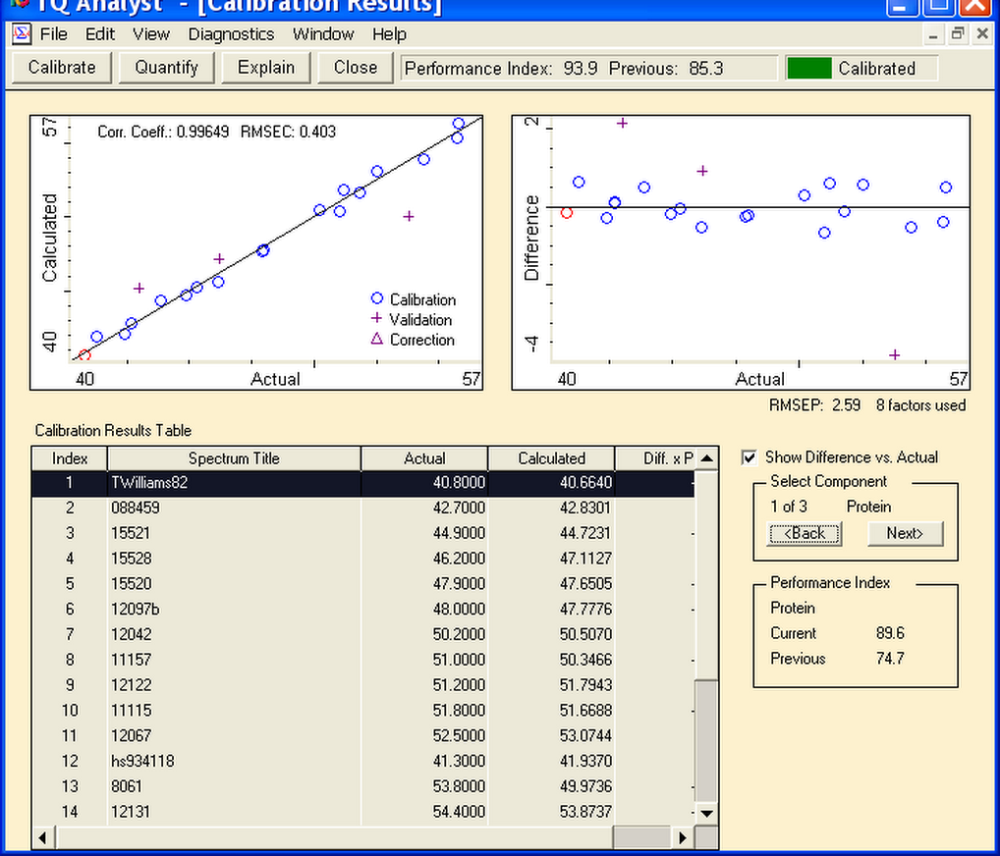 TQ Analyst - [Calibration Results]
File Edit View Diagnostics Window Help
Calibrate Quantify Explain Close Performance Index: 93.9 Previous: 85.3 Calibrated
57
Corr. Coeff.: 0.99649 RMSEC: 0.403
Calculated
40
Calibration
Validation
Correction
40 Actual 57
2
Difference
-4
40 Actual 57
RMSEP: 2.59 8 factors used
Calibration Results Table
Index Spectrum Title Actual Calculated Diff. x P
1 TWilliams82 40.8000 40.6640 -
2 088459 42.7000 42.8301
3 15521 44.9000 44.7231 -
4 15528 46.2000 47.1127
5 15520 47.9000 47.6505 -
6 12097b 48.0000 47.7776 -
7 12042 50.2000 50.5070
8 11157 51.0000 50.3466 -
9 12122 51.2000 51.7943
10 11115 51.8000 51.6688 -
11 12067 52.5000 53.0744
12 hs934118 41.3000 41.9370
13 8061 53.8000 49.9736 -
14 12131 54.4000 53.8737 -
Show Difference vs. Actual
Select Component
1 of 3 Protein
<Back Next>
Performance Index
Protein
Current 89.6
Previous 74.7